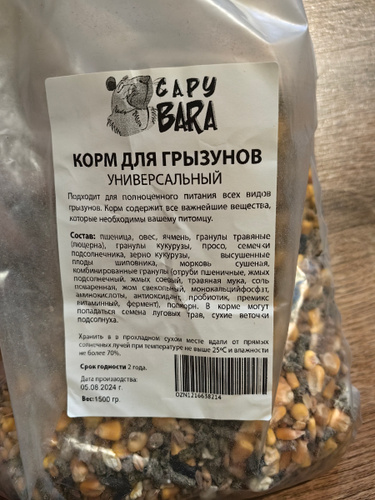 CAPY
BARA
КОРМ ДЛЯ ГРЫЗУНОВ
УНИВЕРСАЛЬНЫЙ
Подходит для полноценного питания всех видов
грызунов. Корм содержит все важнейшие вещества,
которые необходимы вашему питомцу.
Состав: пшеница, овес, ячмень, гранулы травяные
(люцерна), гранулы кукурузы, просо, семечки
подсолнечника, зерно кукурузы, высушенные
плоды шиповника, морковь сушеная,
комбинированные гранулы (отруби пшеничные, жмых
подсолнечный, жмых соевый, травяная мука, соль
поваренная, жом свекольный, монокальцийфосфат,
аминокислоты, антиоксидант, пробиотик, премикс
витаминный, фермент), попкорн. В корме могут
попадаться семена луговых трав, сухие веточки
подсолнуха.
Хранить в в прохладном сухом месте вдали от прямых
солнечных лучей при температуре не выше 25°С и влажности
не более 70%.
Срок годности 2 года.
Дата производства:
05.08 2024 г.
Вес:1500 гр.
OZN1216638214